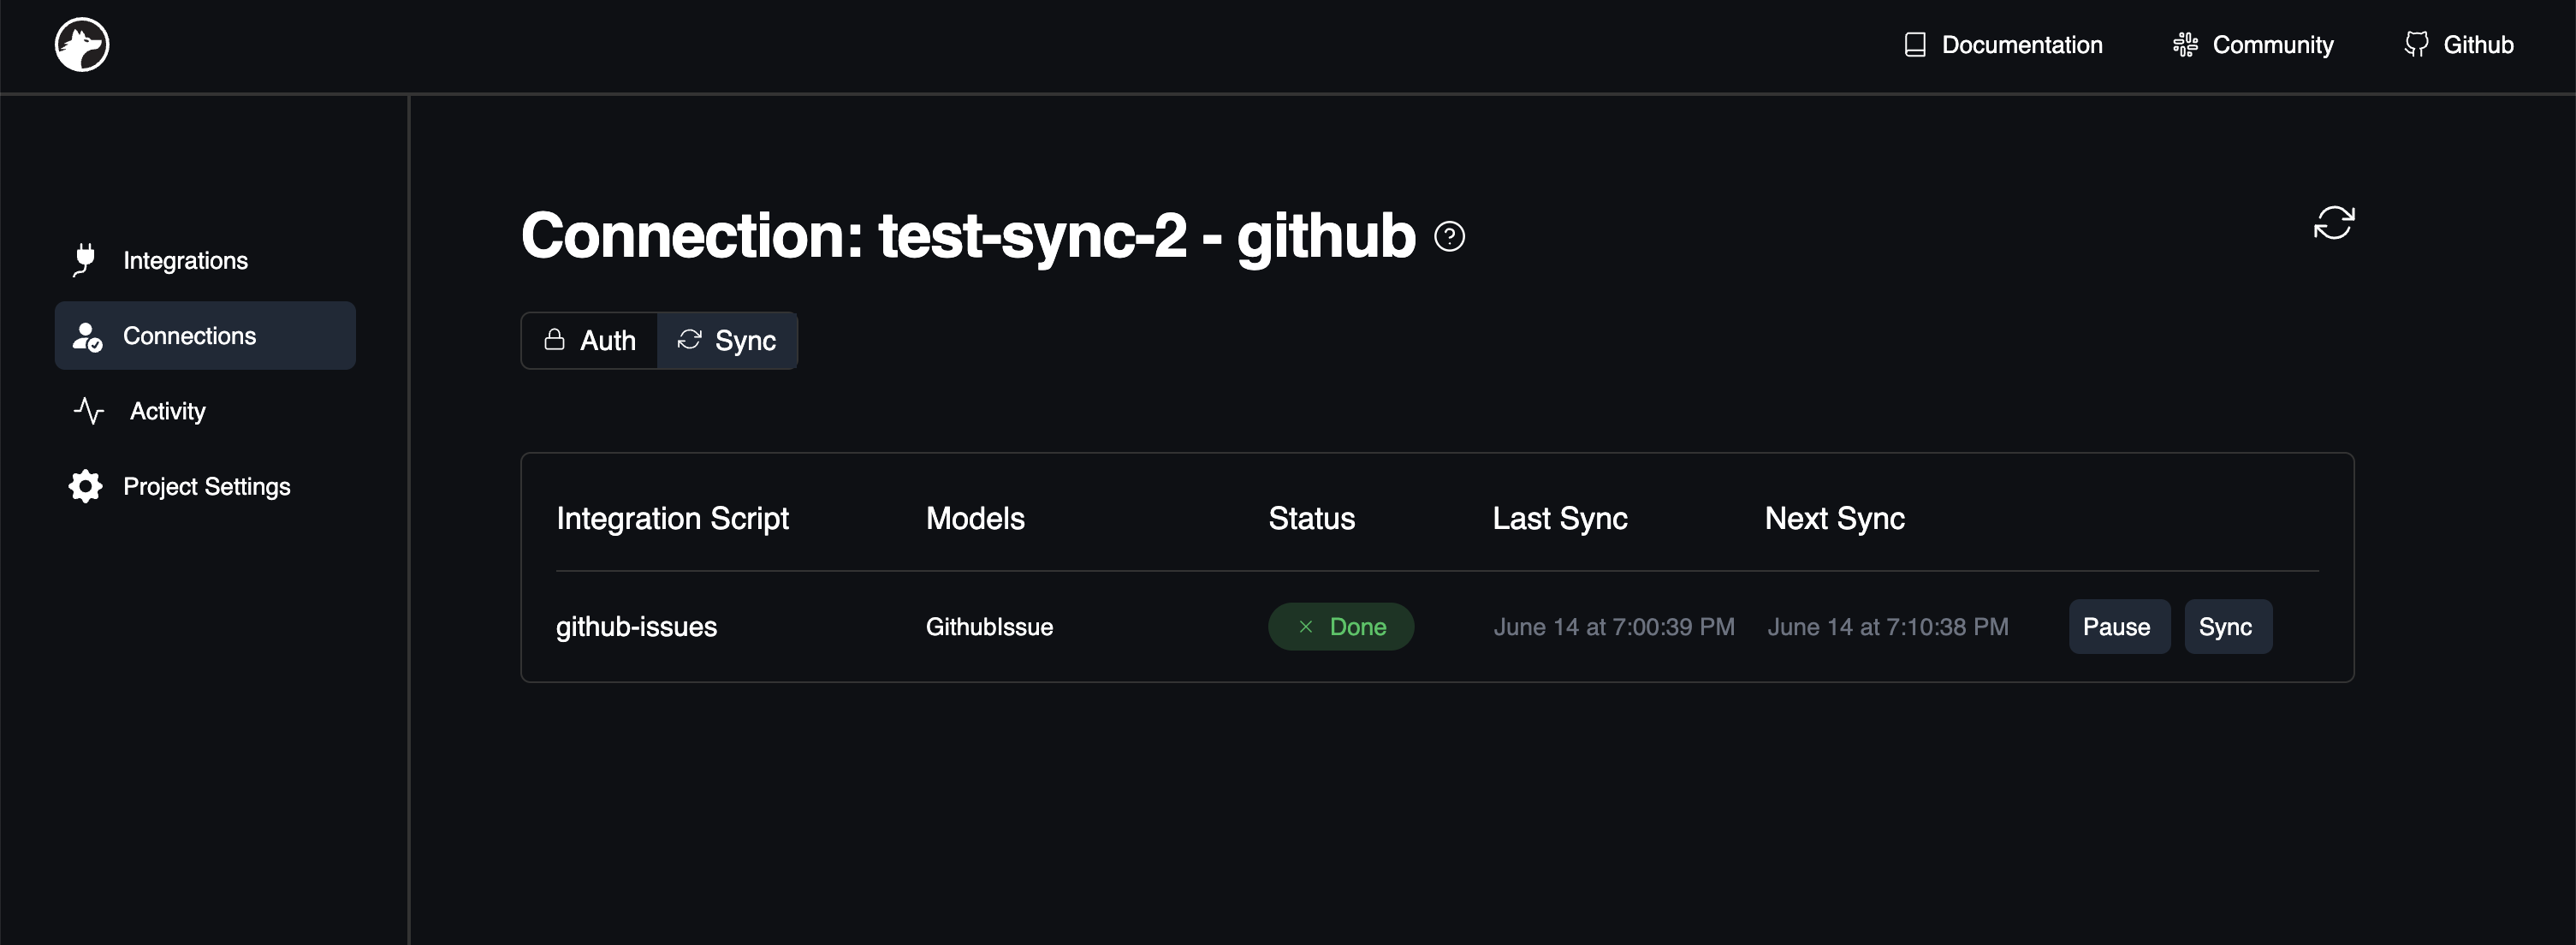 Documentation
Community
Github
Integrations
Connections
Activity
Project Settings
Connection: test-sync-2 - github
Auth
Sync
Integration Script Models Status Last Sync Next Sync
github-issues GithubIssue Done June 14 at 7:00:39 PM June 14 at 7:10:38 PM Pause Sync